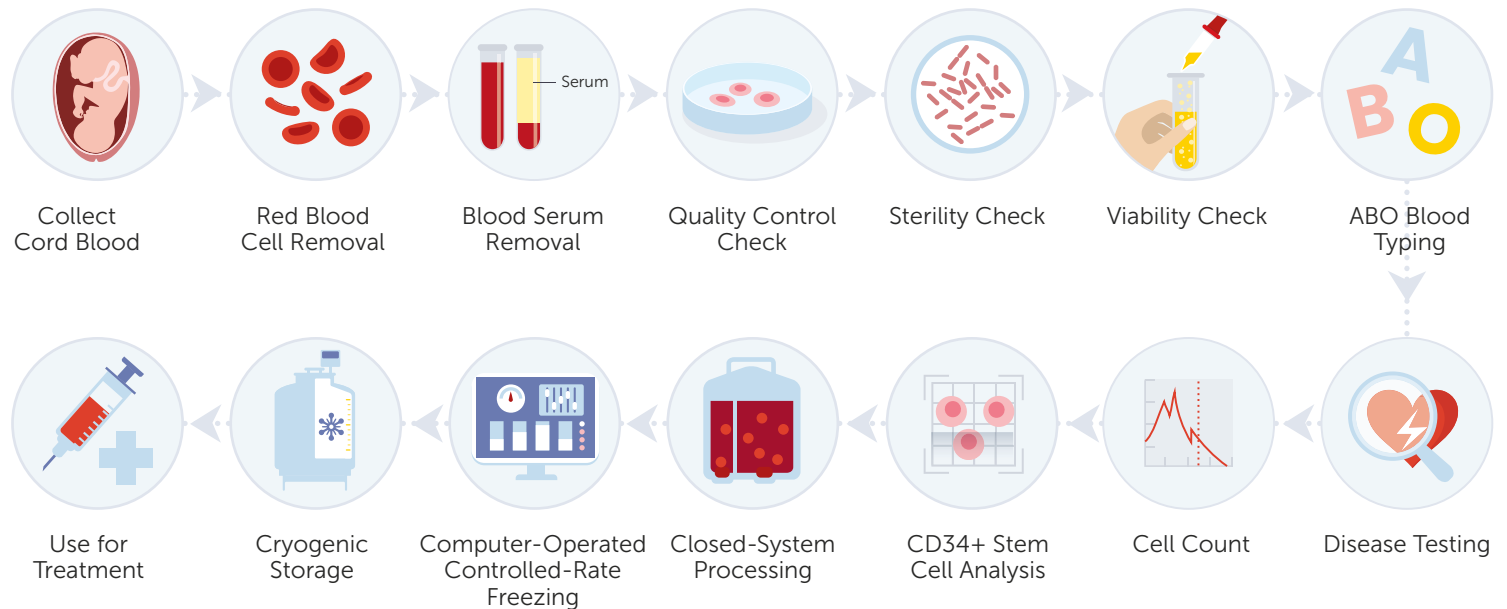 Serum
A
B
O
Collect
Cord Blood
Red Blood
Cell Removal
Blood Serum
Removal
Quality Control
Check
Sterility Check
Viability Check
ABO Blood
Typing
Use for
Treatment
Cryogenic
Storage
Computer-Operated
Controlled-Rate
Freezing
Closed-System
Processing
CD34+ Stem
Cell Analysis
Cell Count
Disease Testing